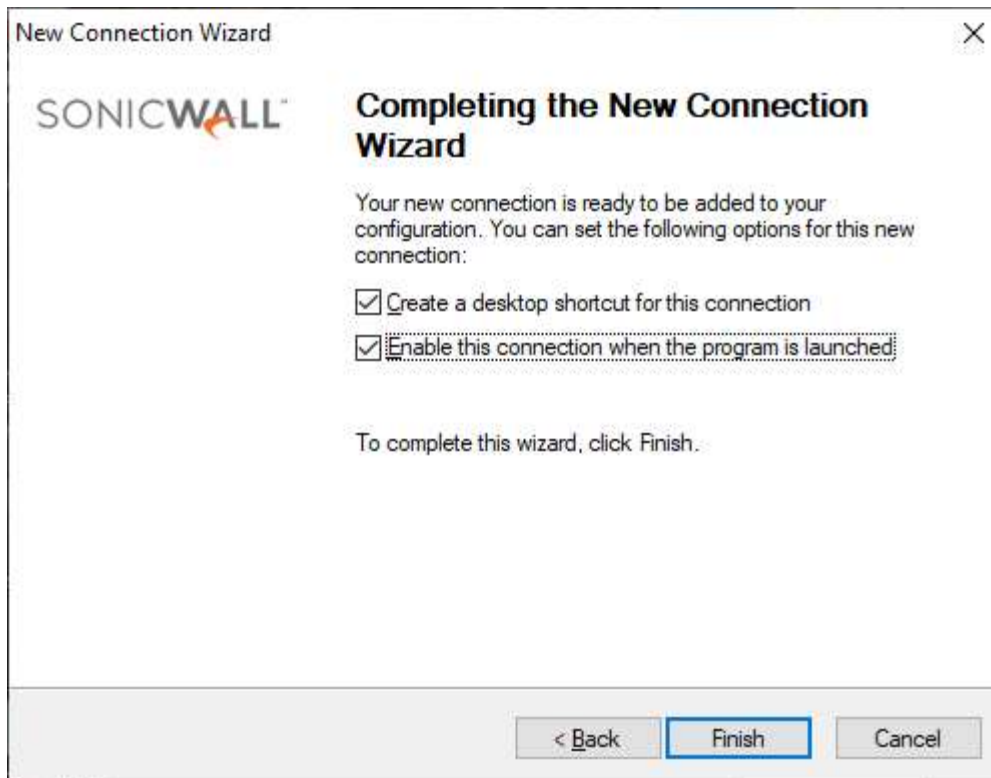 New Connection Wizard
SONICWALL™
Completing the New Connection
Wizard
Your new connection is ready to be added to your
configuration. You can set the following options for this new
connection:
Create a desktop shortcut for this connection
Enable this connection when the program is launched
To complete this wizard, click Finish.
< Back
Finish
Cancel